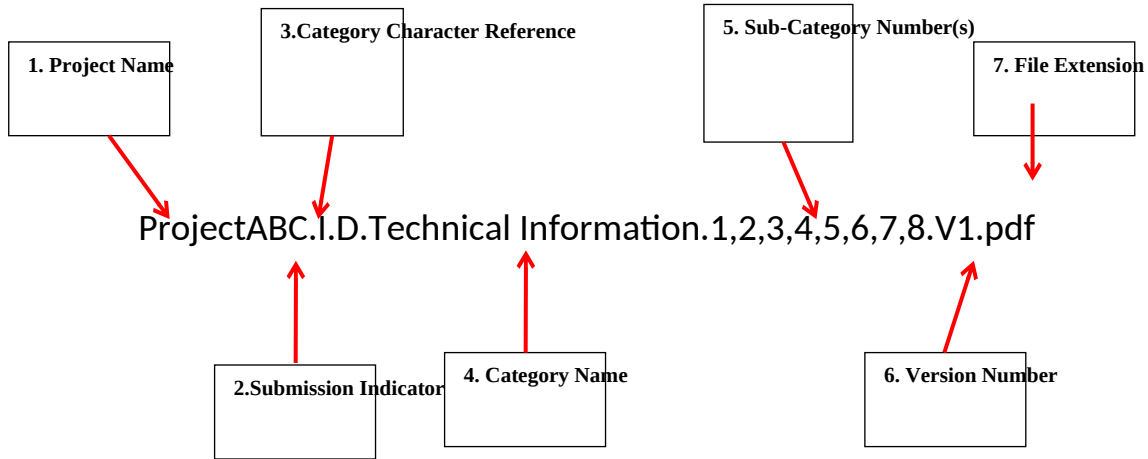 3.Category Character Reference
5. Sub-Category Number(s)
1. Project Name
7. File Extension
ProjectABC.I.D.Technical Information.1,2,3,4,5,6,7,8.V1.pdf
2.Submission Indicator
4. Category Name
6. Version Number